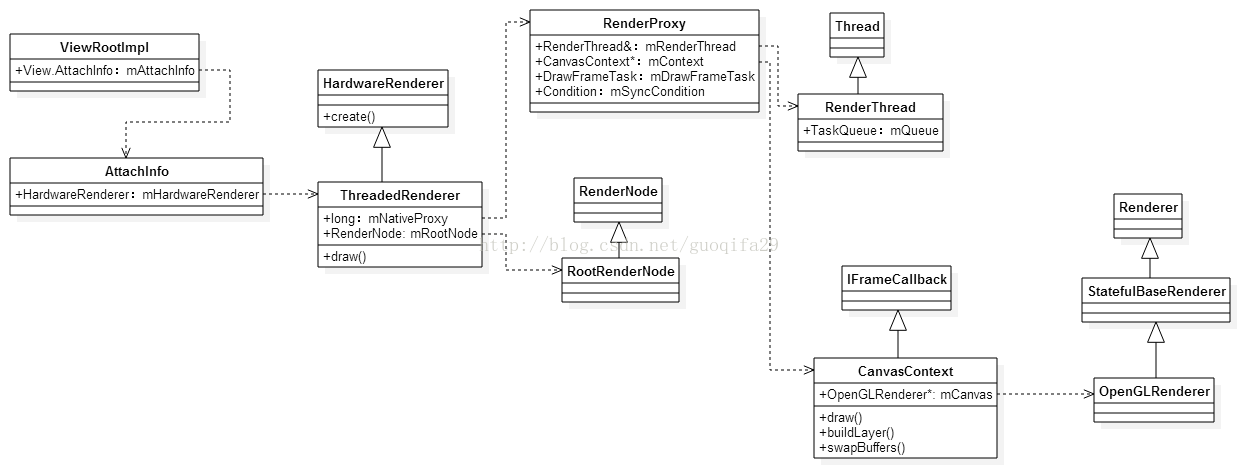 ViewRootImpl
+View.AttachInfo：mAttachInfo
AttachInfo
+HardwareRenderer：mHardwareRenderer
HardwareRenderer
+create()
ThreadedRenderer
+long：mNativeProxy
+RenderNode: mRootNode
+draw()
RenderProxy
+RenderThread&：mRenderThread
+CanvasContext*：mContext
+DrawFrameTask：mDrawFrameTask
+Condition：mSyncCondition
Thread
RenderThread
+TaskQueue：mQueue
RenderNode
RootRenderNode
http://blog.csdn.net/guoqifa29
IFrameCallback
CanvasContext
+OpenGLRenderer*: mCanvas
+draw()
+buildLayer()
+swapBuffers()
Renderer
StatefulBaseRenderer
OpenGLRenderer